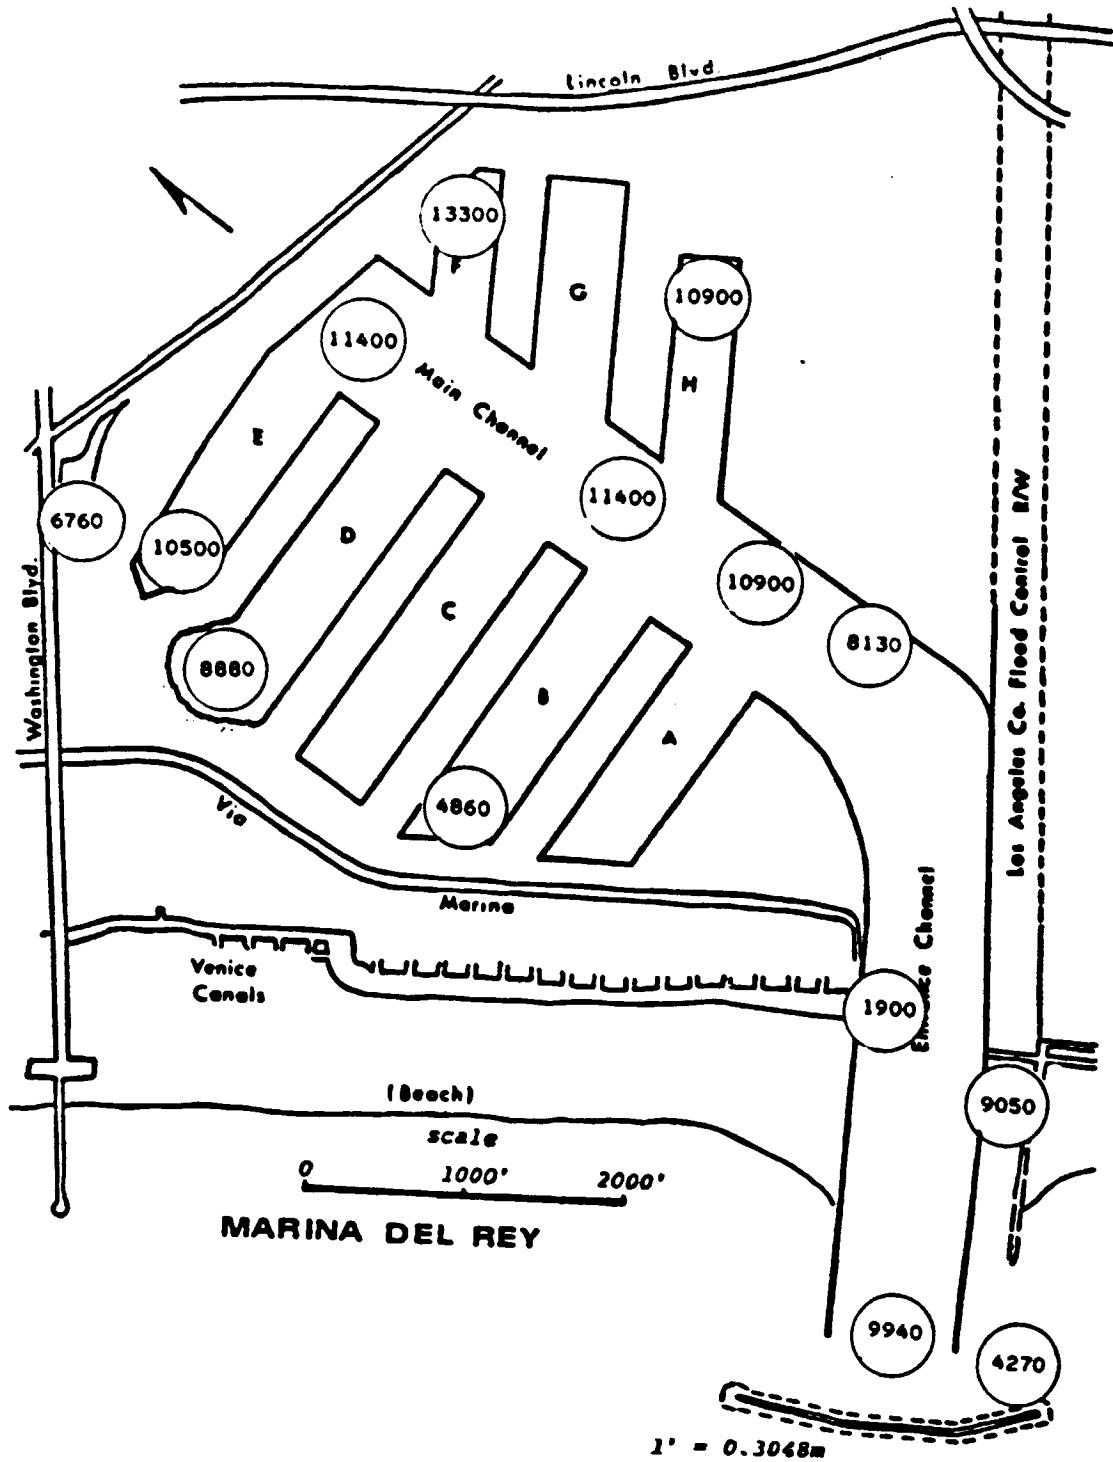 Lincoln Blvd.
13300
F
G
10900
11400
Main Channel
H
E
11400
6760
10500
D
10900
8130
C
8880
B
A
4860
Washington Blvd.
Los Angeles Co. Flood Control R/W
Via
Marina
Entrance Channel
Venice
Canals
1900
(Beach)
9050
scale
0 1000' 2000'
MARINA DEL REY
9940
4270
1' = 0.3048m